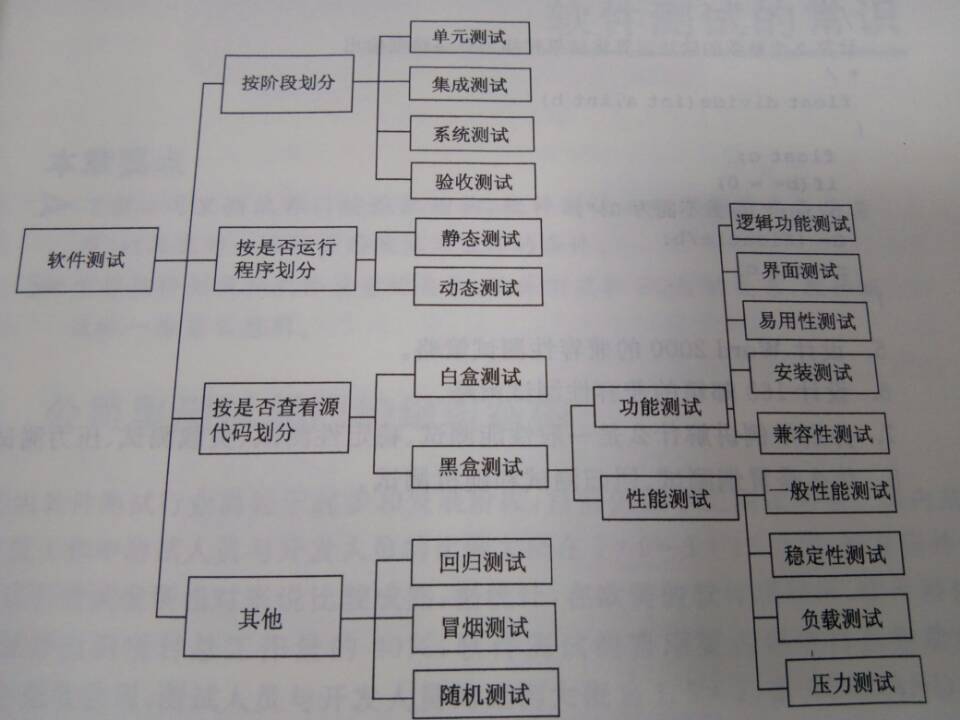 软件测试
按阶段划分
单元测试
集成测试
系统测试
验收测试
按是否运行
程序划分
静态测试
动态测试
按是否查看源
代码划分
白盒测试
黑盒测试
功能测试
逻辑功能测试
界面测试
易用性测试
安装测试
兼容性测试
性能测试
一般性能测试
稳定性测试
负载测试
压力测试
其他
回归测试
冒烟测试
随机测试